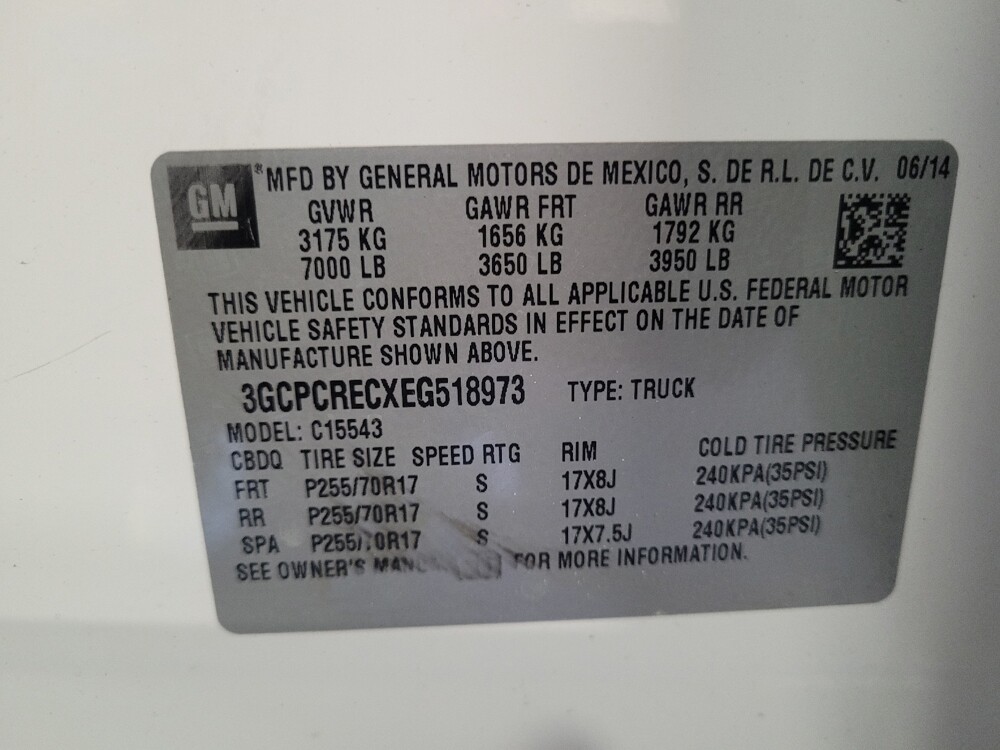 GM
®MFD BY GENERAL MOTORS DE MEXICO, S. DE R.L. DE C.V. 06/14
GVWR GAWR FRT GAWR RR
3175 KG 1656 KG 1792 KG
7000 LB 3650 LB 3950 LB
THIS VEHICLE CONFORMS TO ALL APPLICABLE U.S. FEDERAL MOTOR
VEHICLE SAFETY STANDARDS IN EFFECT ON THE DATE OF
MANUFACTURE SHOWN ABOVE.
3GCPCRECXEG518973 TYPE: TRUCK
MODEL: C15543
CBDQ TIRE SIZE SPEED RTG RIM COLD TIRE PRESSURE
FRT P255/70R17 S 17X8J 240KPA(35PSI)
RR P255/70R17 S 17X8J 240KPA(35PSI)
SPA P255/70R17 S 17X7.5J 240KPA(35PSI)
SEE OWNER'S FOR MORE INFORMATION.